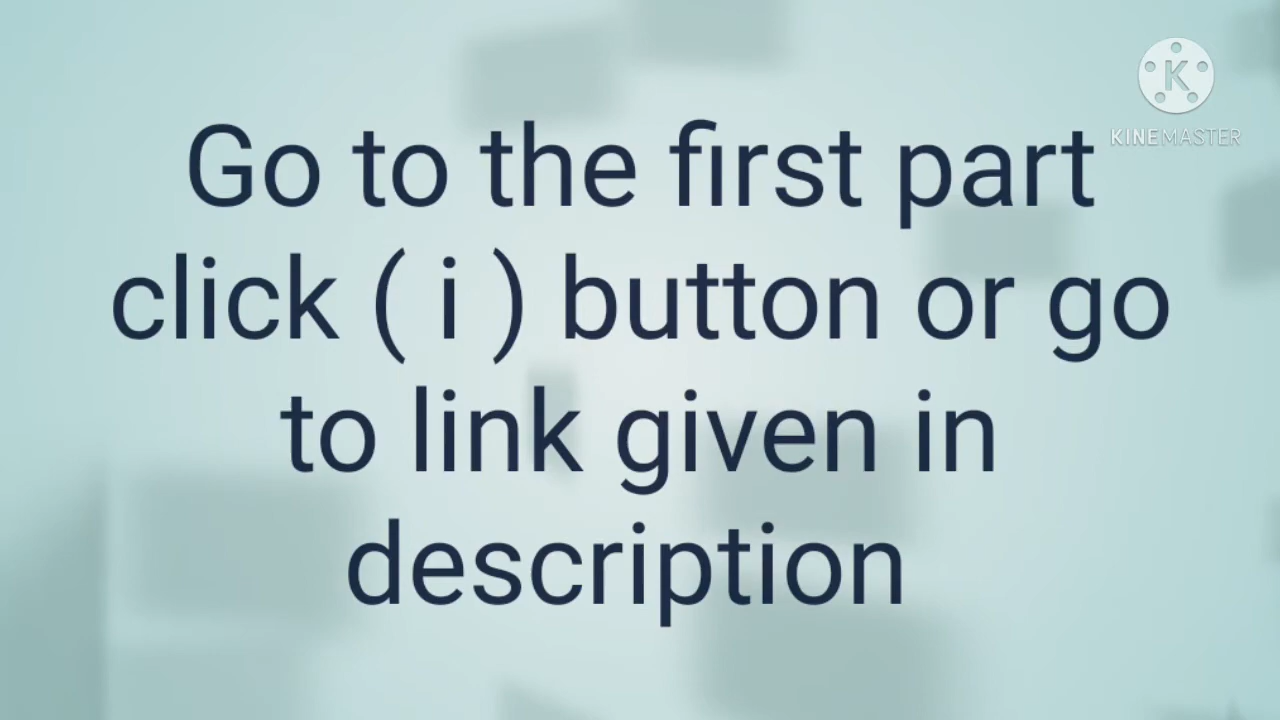 K
KINEMASTER
Go to the first part
click ( i ) button or go
to link given in
description